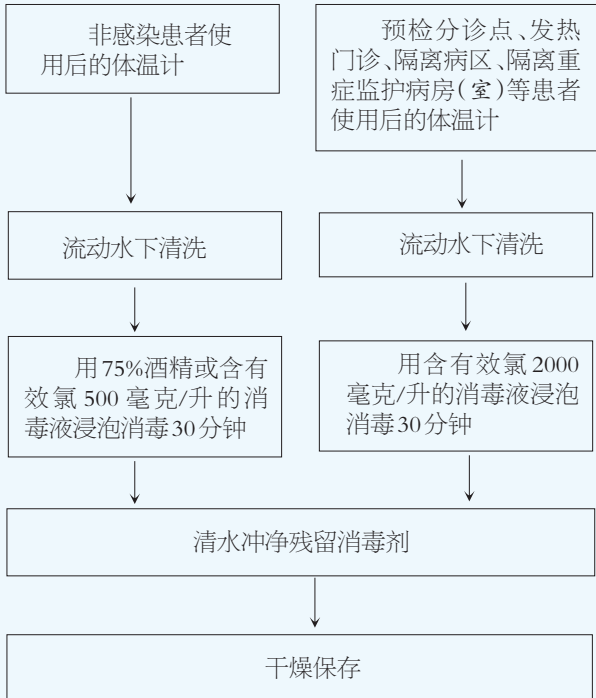 非感染患者使
用后的体温计
预检分诊点、发热
门诊、隔离病区、隔离重
症监护病房(室)等患者
使用后的体温计
流动水下清洗
流动水下清洗
用75%酒精或含有
效氯500毫克/升的消
毒液浸泡消毒30分钟
用含有效氯2000
毫克/升的消毒液浸泡
消毒30分钟
清水冲净残留消毒剂
干燥保存